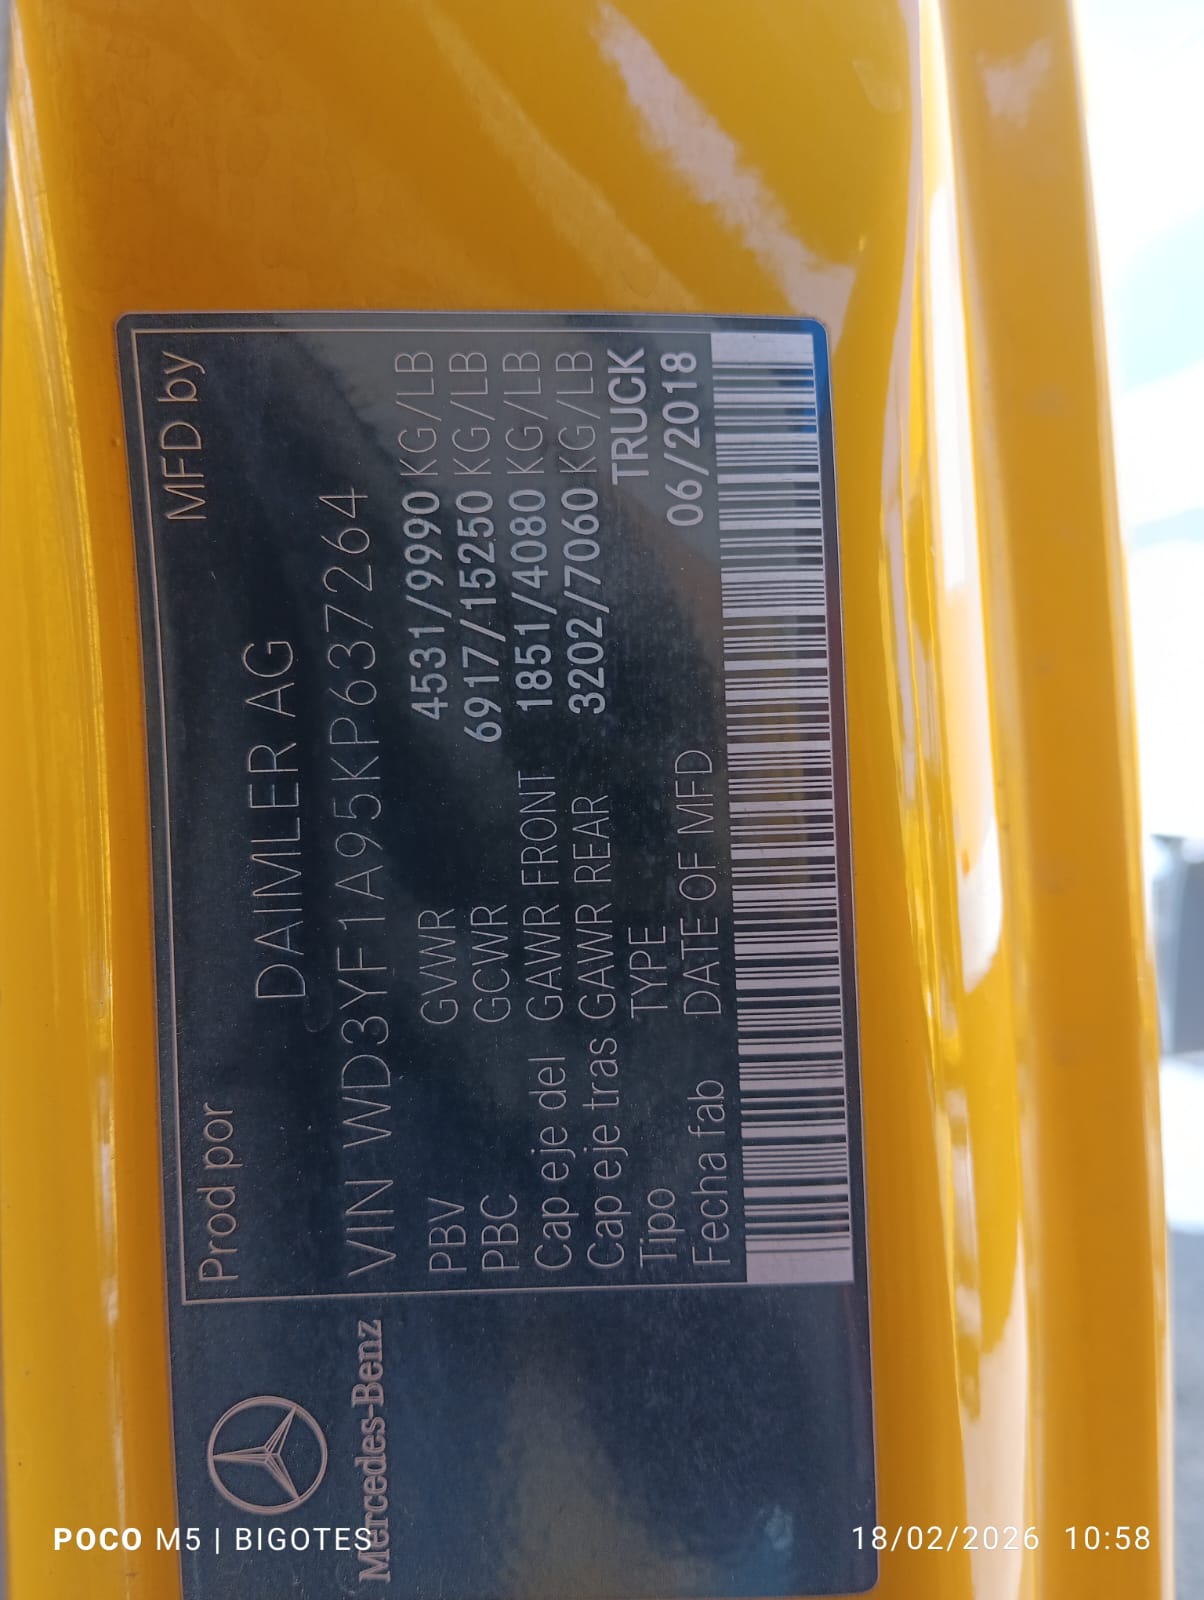 Prod por MFD by
DAIMLER AG
VIN WD3YF1A95KP637264
PBV GVWR 4531/9990 KG/LB
PBC GCWR 6917/15250 KG/LB
Cap eje del GAWR FRONT 1851/4080 KG/LB
Cap eje tras GAWR REAR 3202/7060 KG/LB
Tipo TYPE TRUCK
Fecha fab DATE OF MFD 06/2018
Mercedes-Benz
POCO M5 | BIGOTES
18/02/2026 10:58